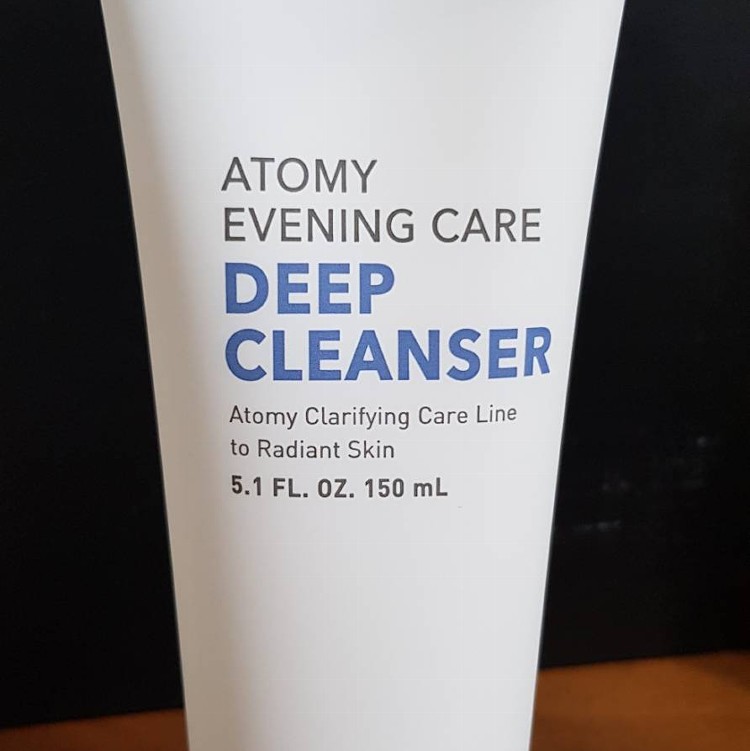 ATOMY
EVENING CARE
DEEP
CLEANSER
Atomy Clarifying Care Line
to Radiant Skin
5.1 FL. OZ. 150 mL